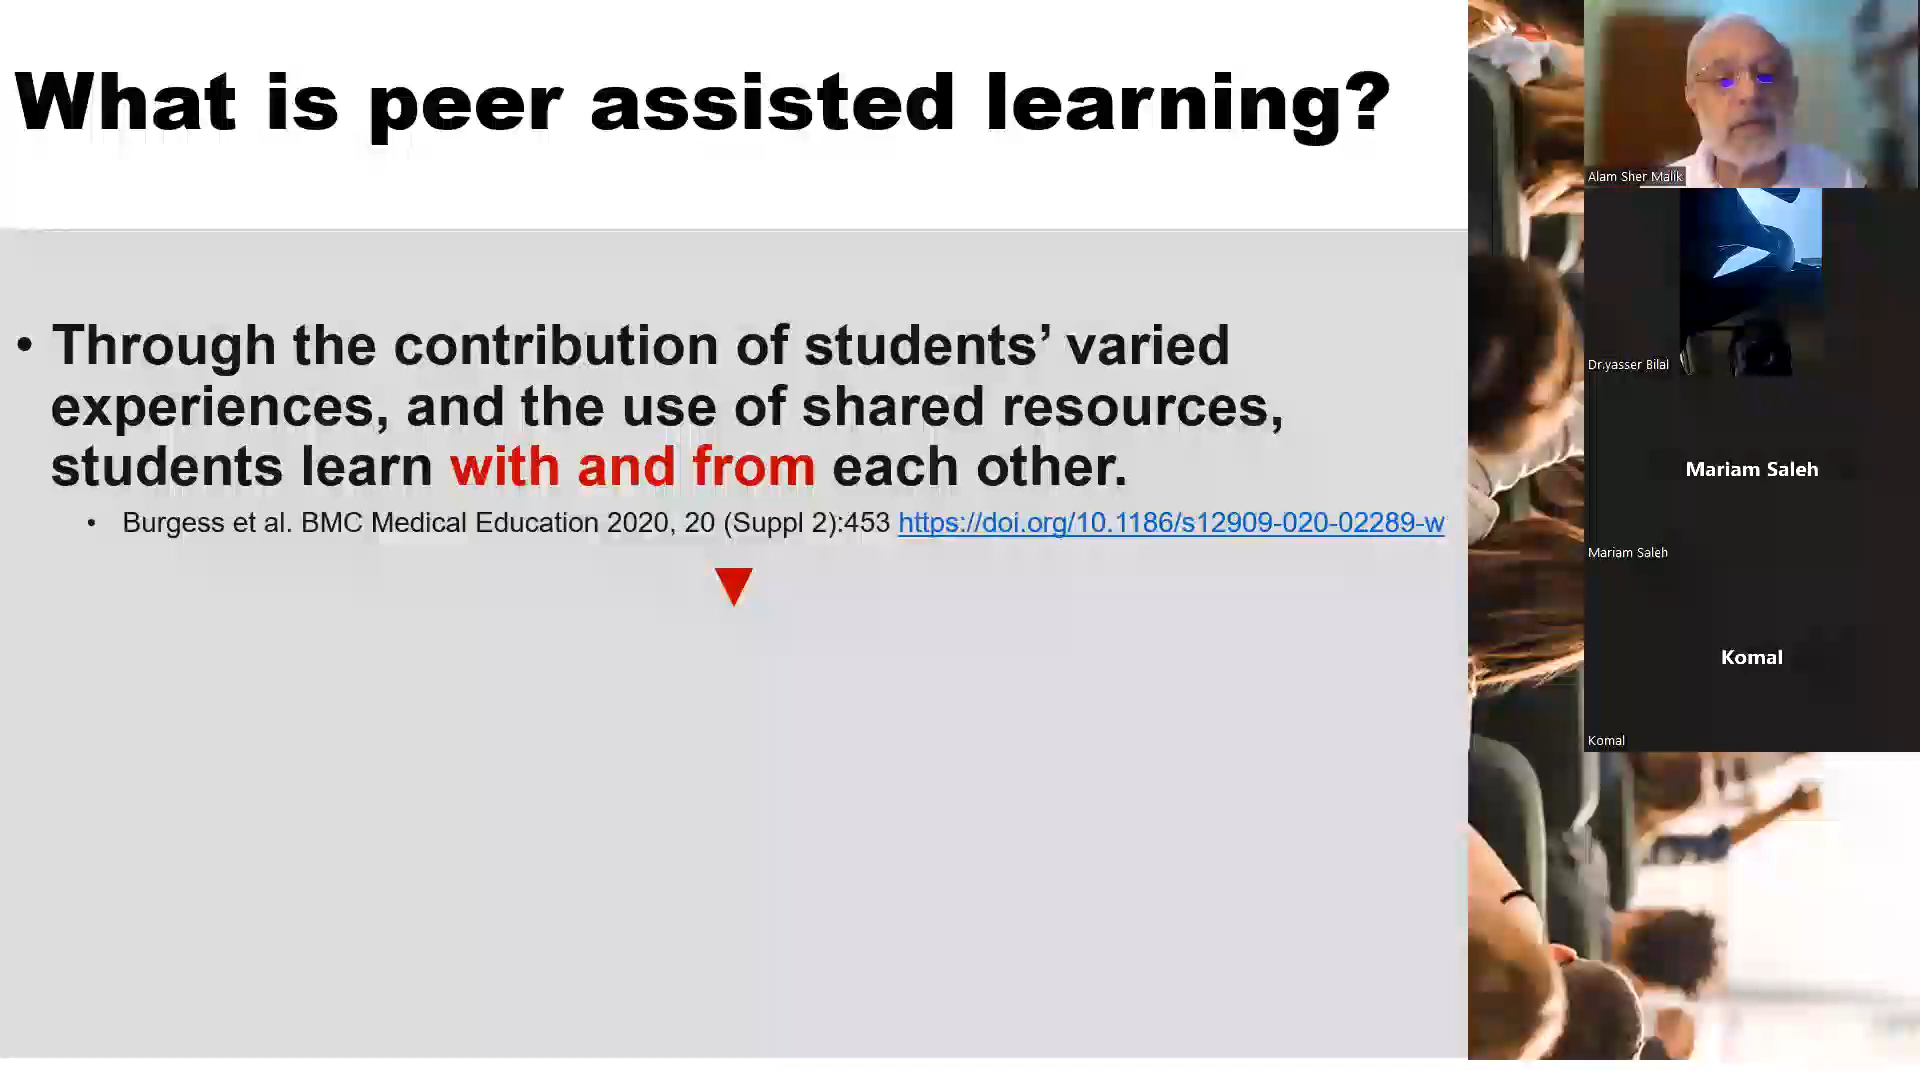 What is peer assisted learning?
• Through the contribution of students’ varied
experiences, and the use of shared resources,
students learn with and from each other.
• Burgess et al. BMC Medical Education 2020, 20 (Suppl 2):453 https://doi.org/10.1186/s12909-020-02289-w
Alam Sher Malik
Dr.yasser Bilal
Mariam Saleh
Mariam Saleh
Komal
Komal